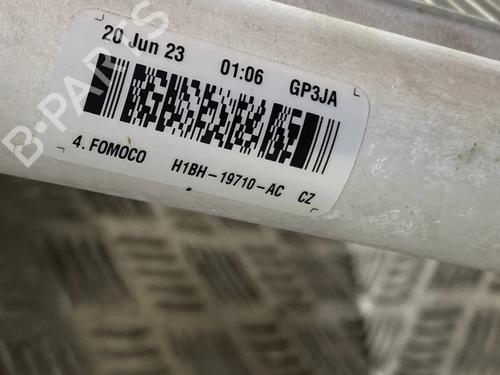 20 Jun 23 01:06 GP3JA
4. FOMOCO H1BH-19710-AC CZ
B-PARTS